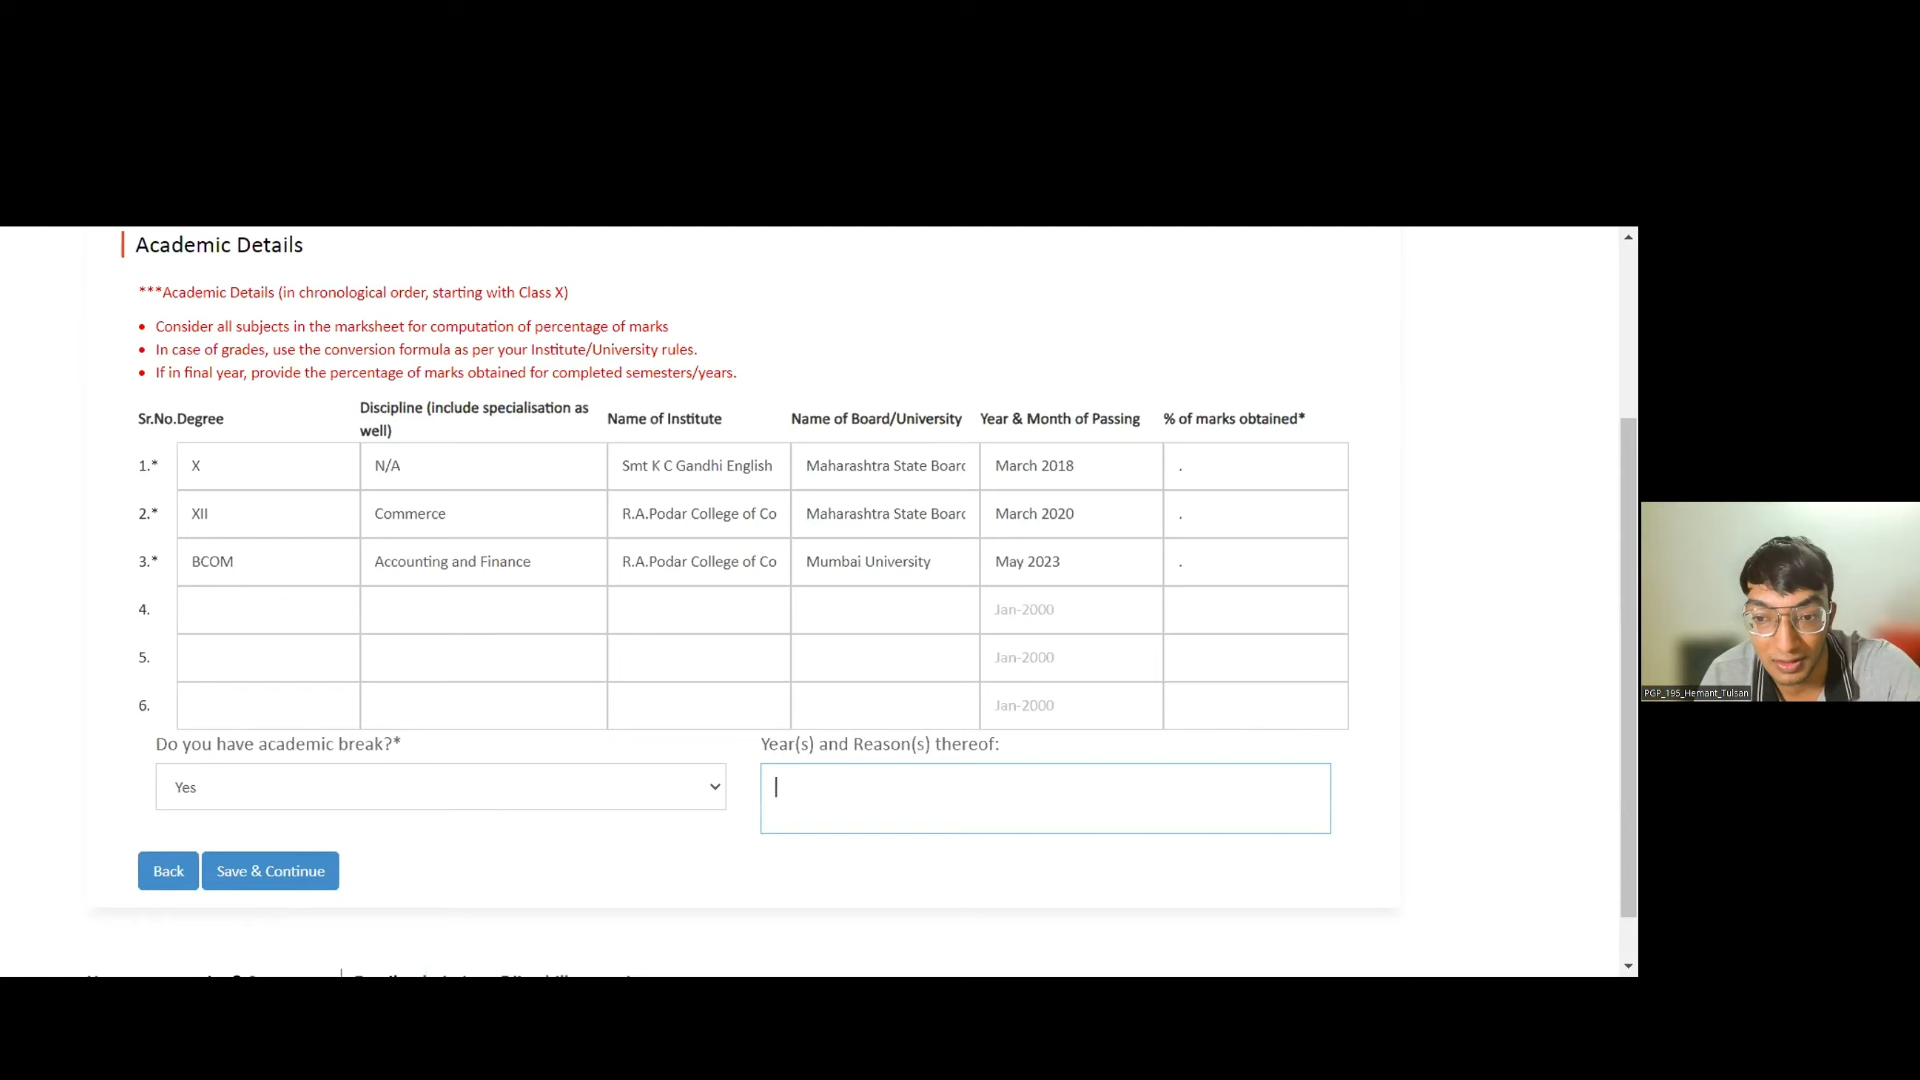 Academic Details
***Academic Details (in chronological order, starting with Class X)
• Consider all subjects in the marksheet for computation of percentage of marks
• In case of grades, use the conversion formula as per your Institute/University rules.
• If in final year, provide the percentage of marks obtained for completed semesters/years.
Sr.No. Degree Discipline (include specialisation as well) Name of Institute Name of Board/University Year & Month of Passing % of marks obtained*
1.* X N/A Smt K C Gandhi English Maharashtra State Board March 2018 .
2.* XII Commerce R.A.Podar College of Co Maharashtra State Board March 2020 .
3.* BCOM Accounting and Finance R.A.Podar College of Co Mumbai University May 2023 .
4. Jan-2000
5. Jan-2000
6. Jan-2000
Do you have academic break?* Year(s) and Reason(s) thereof:
Yes
Back Save & Continue
PGP_195_Hemant_Tulsan